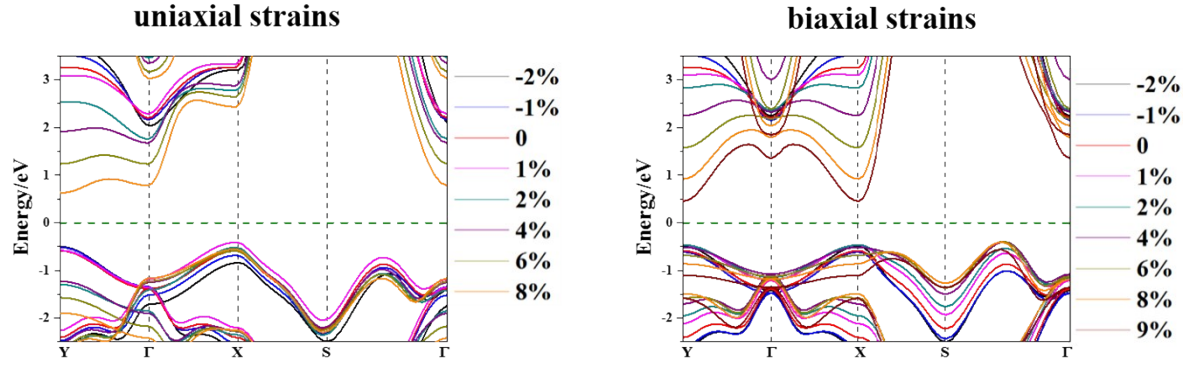 uniaxial strains
Energy/eV
3
2
1
0
-1
-2
Y
Γ
X
S
Γ
-2%
-1%
0
1%
2%
4%
6%
8%
biaxial strains
Energy/eV
3
2
1
0
-1
-2
Y
Γ
X
S
Γ
-2%
-1%
0
1%
2%
4%
6%
8%
9%